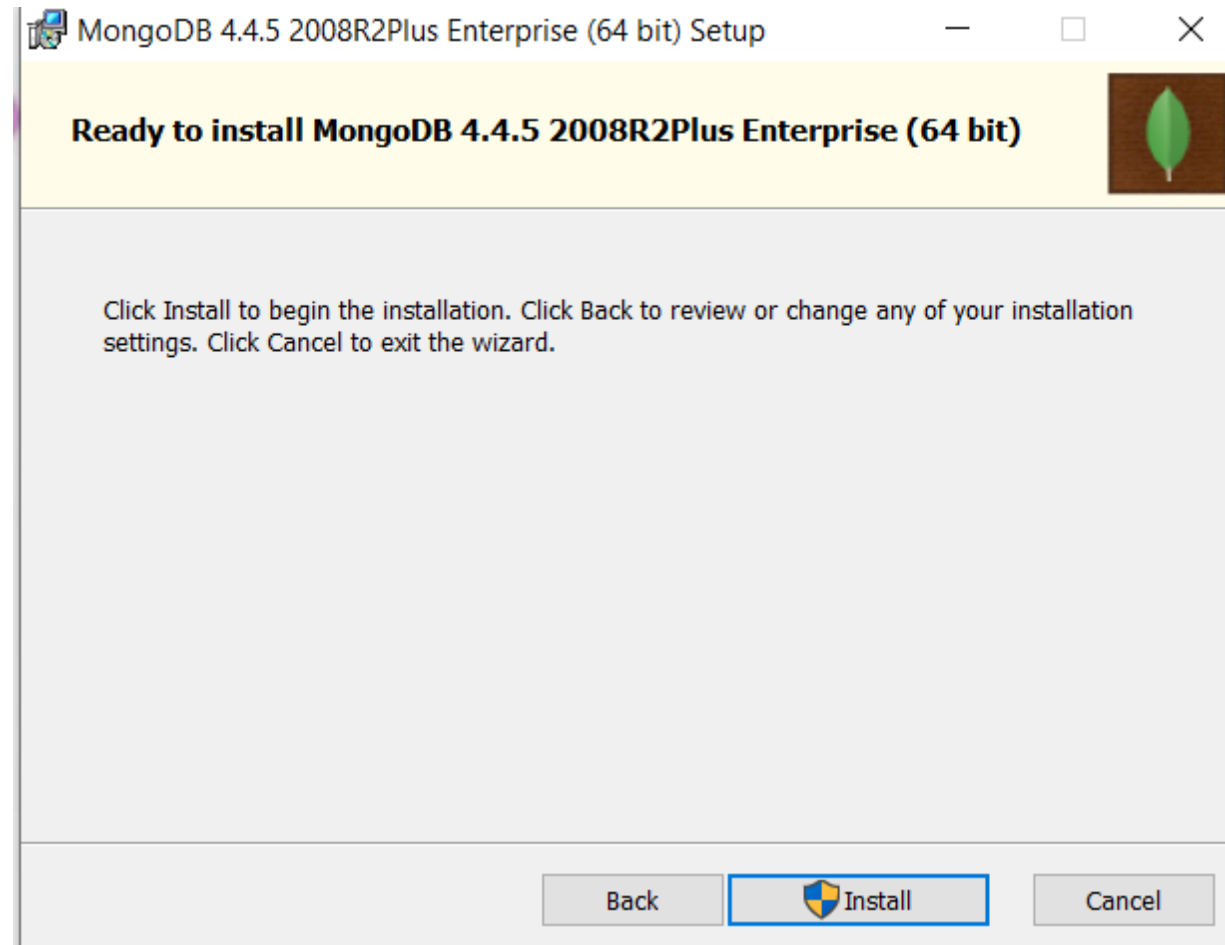 MongoDB 4.4.5 2008R2Plus Enterprise (64 bit) Setup
Ready to install MongoDB 4.4.5 2008R2Plus Enterprise (64 bit)
Click Install to begin the installation. Click Back to review or change any of your installation
settings. Click Cancel to exit the wizard.
Back
Install
Cancel